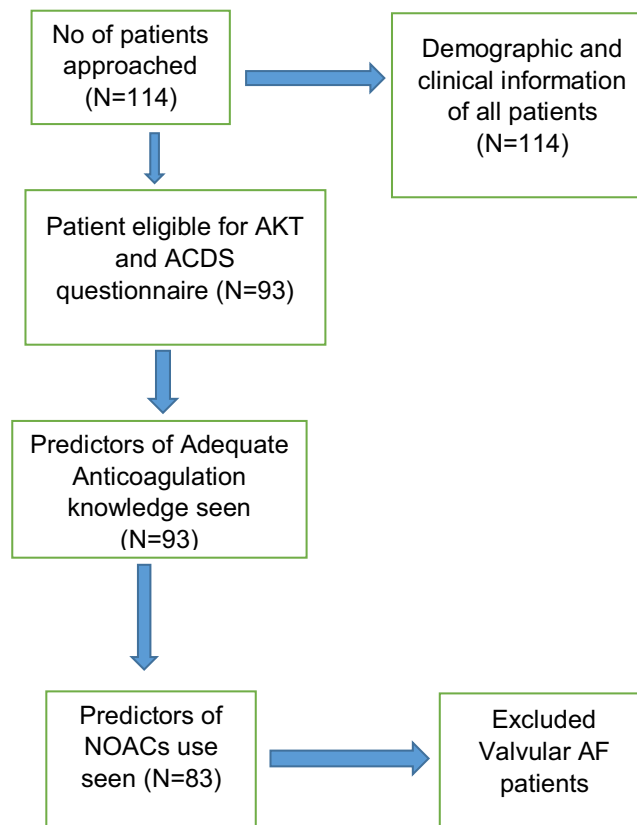 No of patients
approached
(N=114)
Demographic and
clinical information
of all patients
(N=114)
Patient eligible for AKT
and ACDS
questionnaire (N=93)
Predictors of Adequate
Anticoagulation
knowledge seen
(N=93)
Predictors of
NOACs use
seen (N=83)
Excluded
Valvular AF
patients